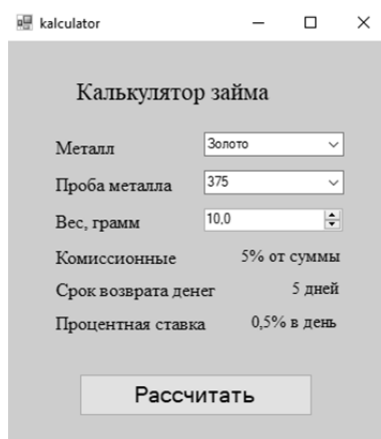 kalculator
Калькулятор займа
Металл Золото
Проба металла 375
Вес, грамм 10,0
Комиссионные 5% от суммы
Срок возврата денег 5 дней
Процентная ставка 0,5% в день
Рассчитать